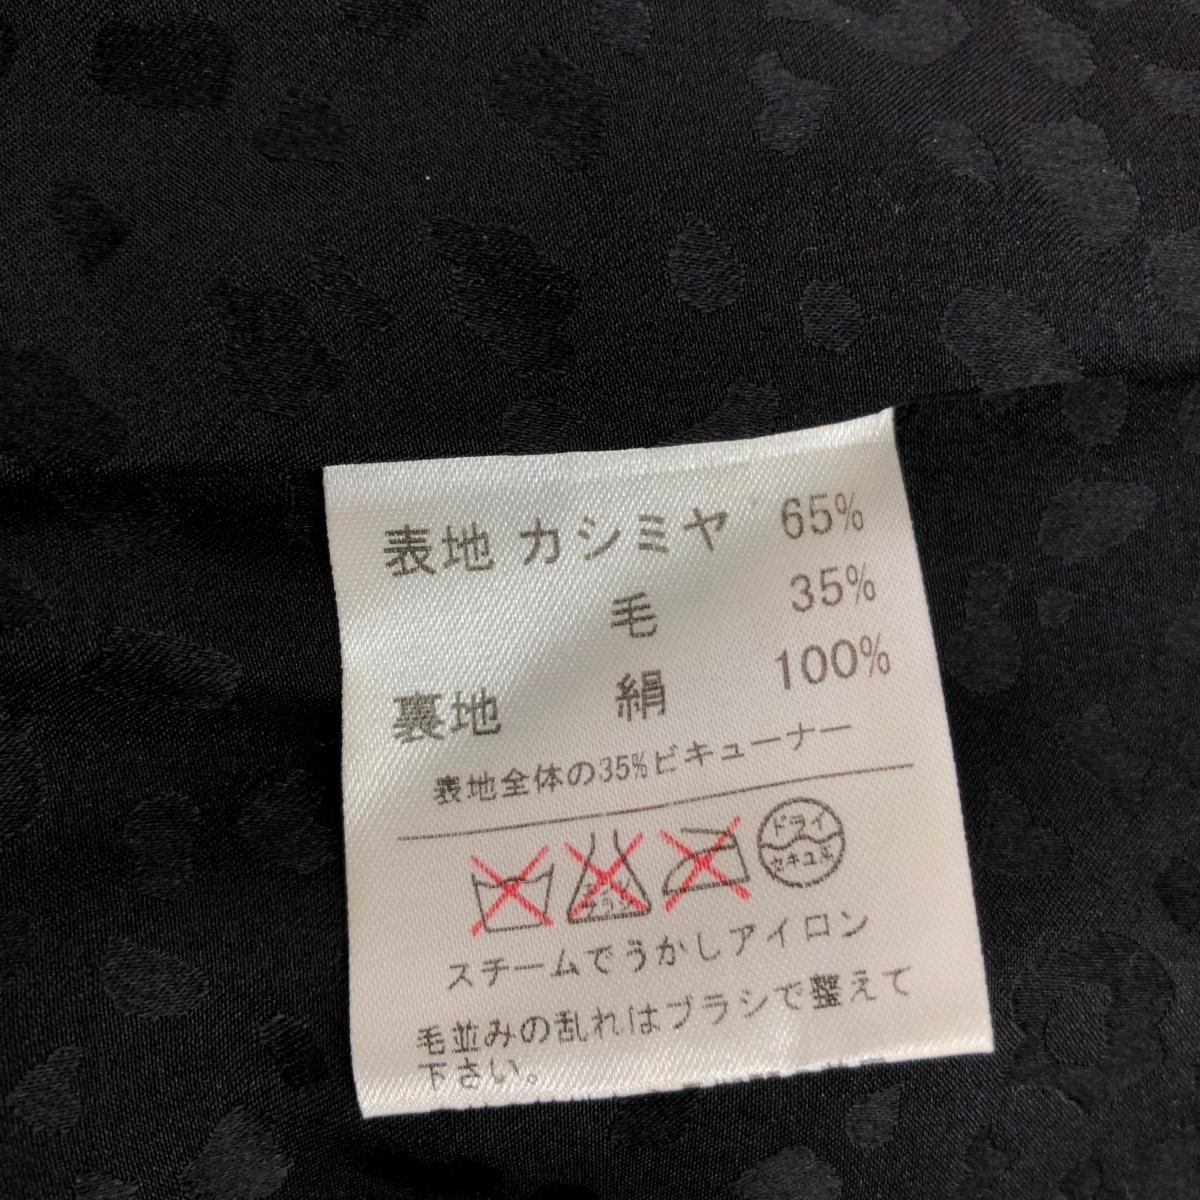 表地 カシミヤ 65%
毛 35%
裏地 絹 100%
表地全体の35%ビキューナー
ドライ
セキユ系
サラシ
スチームでうかしアイロン
毛並みの乱れはブラシで整えて
下さい。